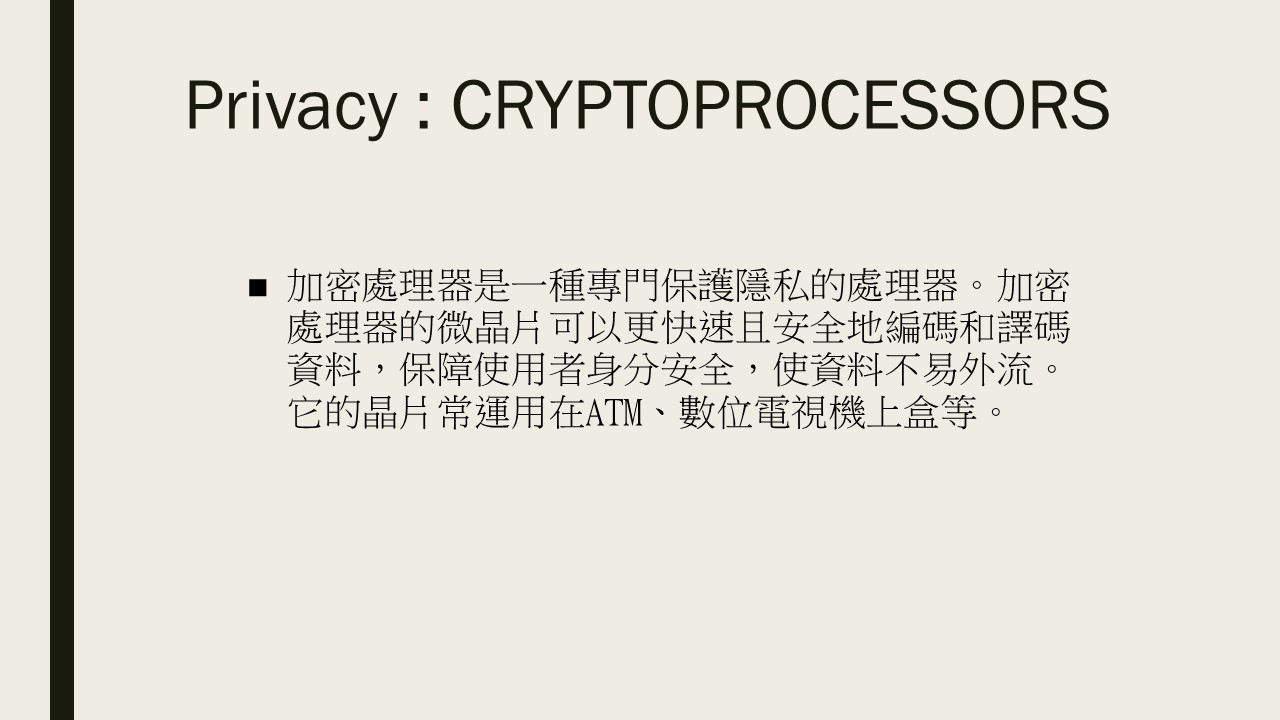 Privacy : CRYPTOPROCESSORS
■ 加密處理器是一種專門保護隱私的處理器。加密
處理器的微晶片可以更快速且安全地編碼和譯碼
資料，保障使用者身分安全，使資料不易外流。
它的晶片常運用在ATM、數位電視機上盒等。